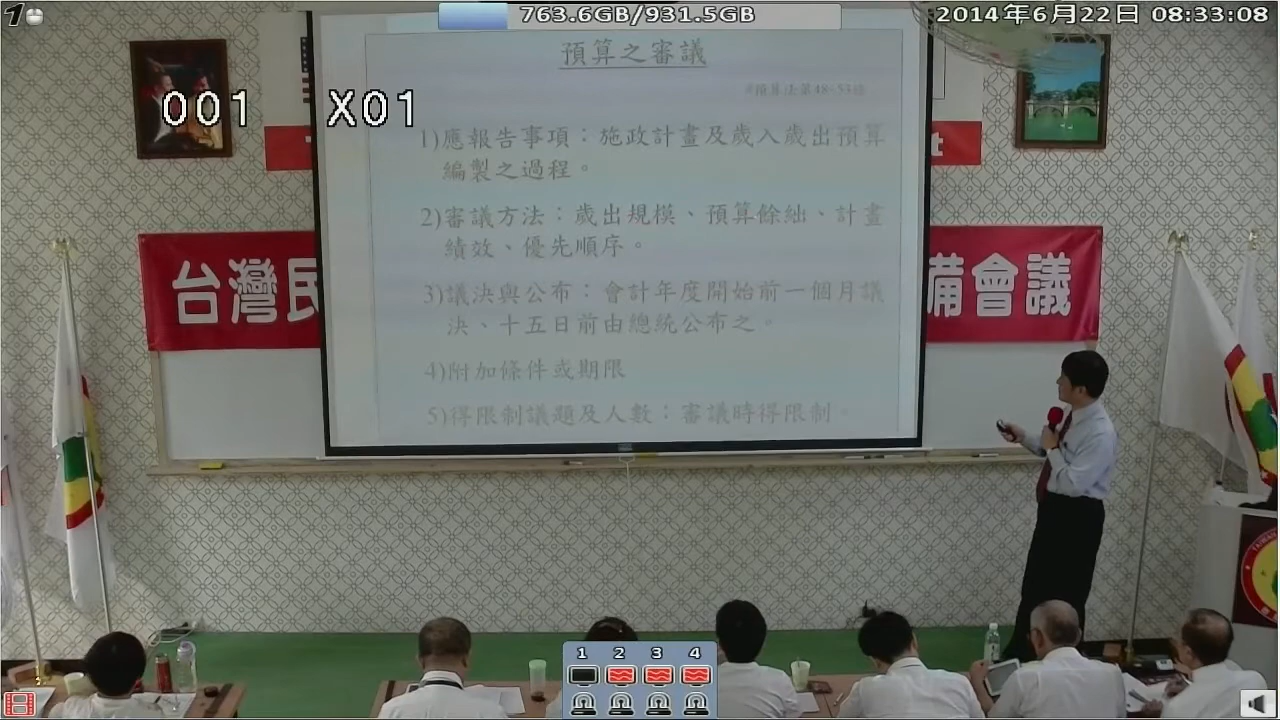 1
763.6GB/931.5GB
2014年6月22日 08:33:08
001 X01
預算之審議
1)應報告事項：施政計畫及歲入歲出預算
編製之過程。
2)審議方法：歲出規模、預算餘絀、計畫
績效、優先順序。
3)議決與公布：會計年度開始前一個月議
決、十五日前由總統公布之。
4)附加條件或期限
5)得限制議題及人數：審議時得限制。
台灣民
備會議
t
1 2 3 4